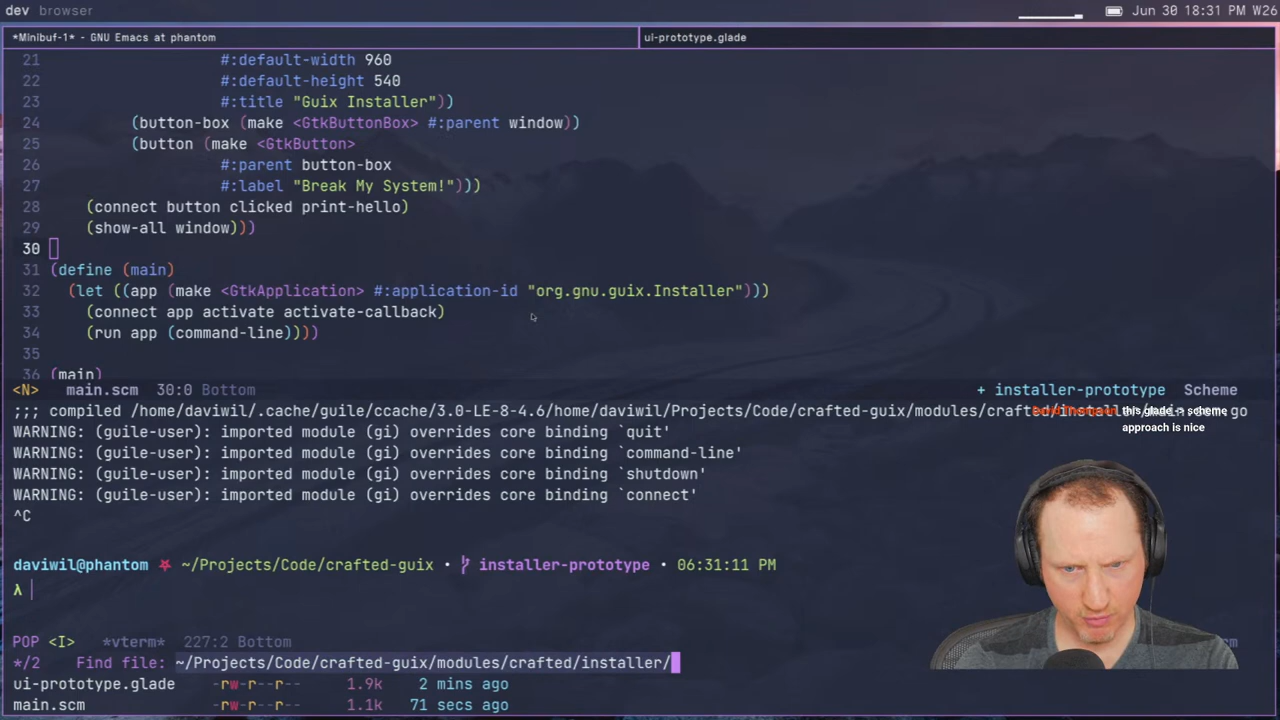 dev browser
Jun 30 18:31 PM W26
*Minibuf-1* - GNU Emacs at phantom
ui-prototype.glade
21 #:default-width 960
22 #:default-height 540
23 #:title "Guix Installer"))
24 (button-box (make <GtkButtonBox> #:parent window))
25 (button (make <GtkButton>
26 #:parent button-box
27 #:label "Break My System!")))
28 (connect button clicked print-hello)
29 (show-all window)))
30
31 (define (main)
32 (let ((app (make <GtkApplication> #:application-id "org.gnu.guix.Installer")))
33 (connect app activate activate-callback)
34 (run app (command-line))))
35
36 (main)
<N> main.scm 30:0 Bottom + installer-prototype Scheme
;;; compiled /home/daviwil/.cache/guile/ccache/3.0-LE-8-4.6/home/daviwil/Projects/Code/crafted-guix/modules/crafted/installer/main.scm.go
David Thompson this glade -> scheme
approach is nice
WARNING: (guile-user): imported module (gi) overrides core binding `quit'
WARNING: (guile-user): imported module (gi) overrides core binding `command-line'
WARNING: (guile-user): imported module (gi) overrides core binding `shutdown'
WARNING: (guile-user): imported module (gi) overrides core binding `connect'
^C
daviwil@phantom ~/Projects/Code/crafted-guix • installer-prototype • 06:31:11 PM
λ
POP <I> *vterm* 227:2 Bottom
*/2 Find file: ~/Projects/Code/crafted-guix/modules/crafted/installer/
ui-prototype.glade -rw-r--r-- 1.9k 2 mins ago
main.scm -rw-r--r-- 1.1k 71 secs ago